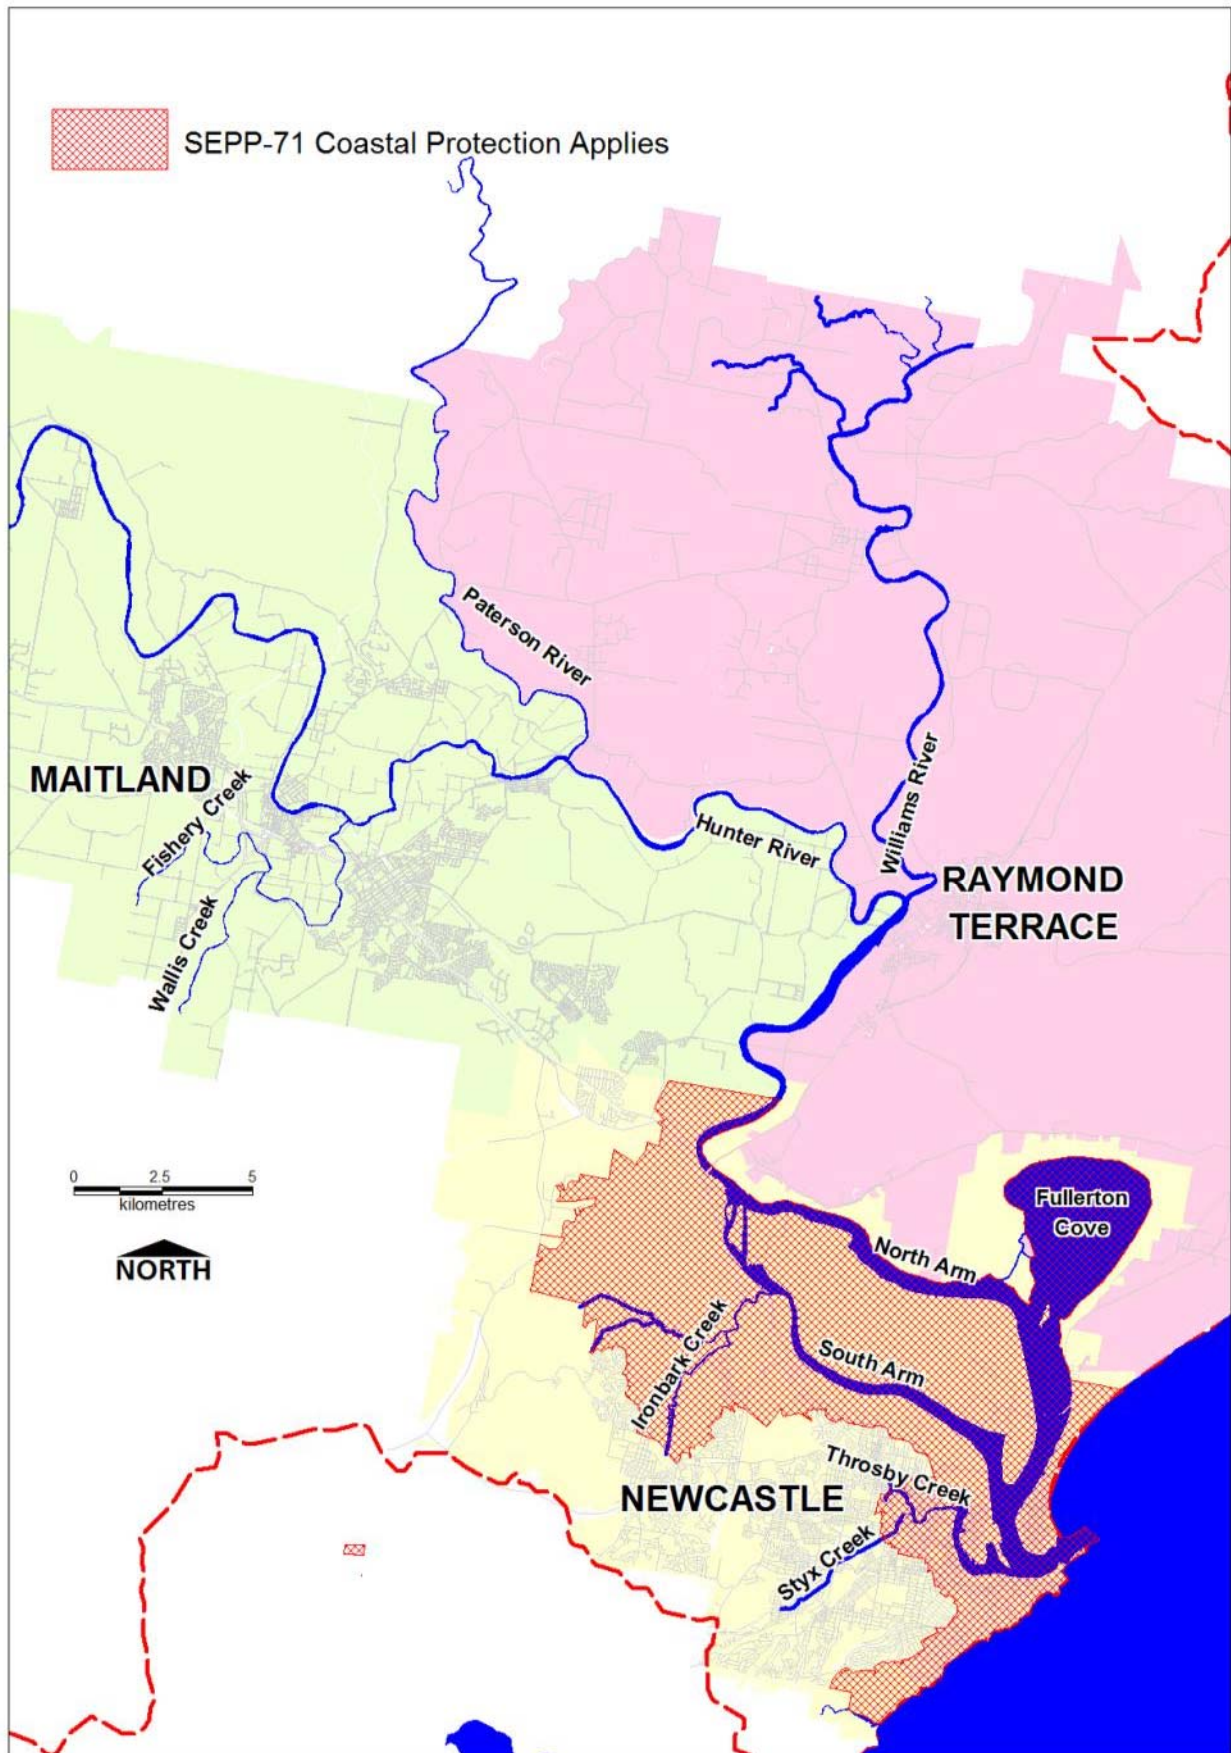 SEPP-71 Coastal Protection Applies
Paterson River
MAITLAND
Fishery Creek
Wallis Creek
Hunter River
Williams River
RAYMOND
TERRACE
0 2.5 5
kilometres
NORTH
Fullerton
Cove
North Arm
South Arm
Ironbark Creek
Throsby Creek
NEWCASTLE
Styx Creek